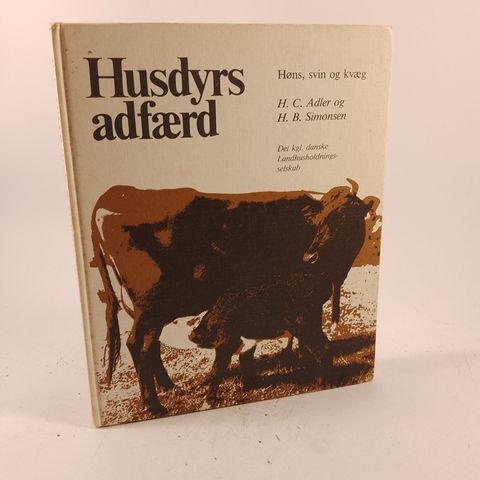 Husdyrs
adfærd
Høns, svin og kvæg
H. C. Adler og
H. B. Simonsen
Det kgl. danske
Landhusholdnings-
selskab